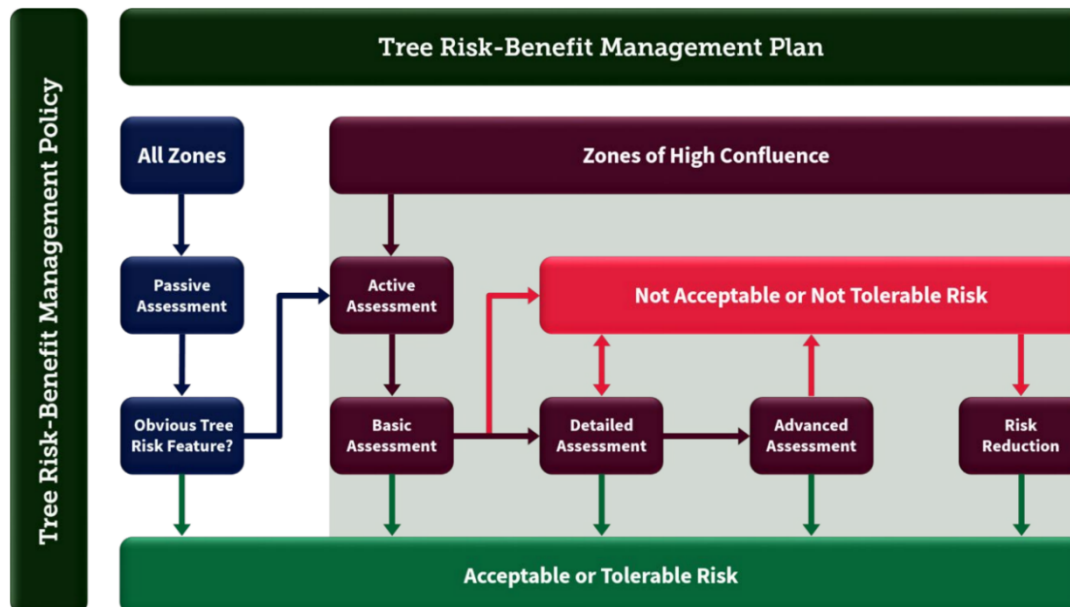 Tree Risk-Benefit Management Policy
Tree Risk-Benefit Management Plan
All Zones
Zones of High Confluence
Passive
Assessment
Active
Assessment
Not Acceptable or Not Tolerable Risk
Obvious Tree
Risk Feature?
Basic
Assessment
Detailed
Assessment
Advanced
Assessment
Risk
Reduction
Acceptable or Tolerable Risk